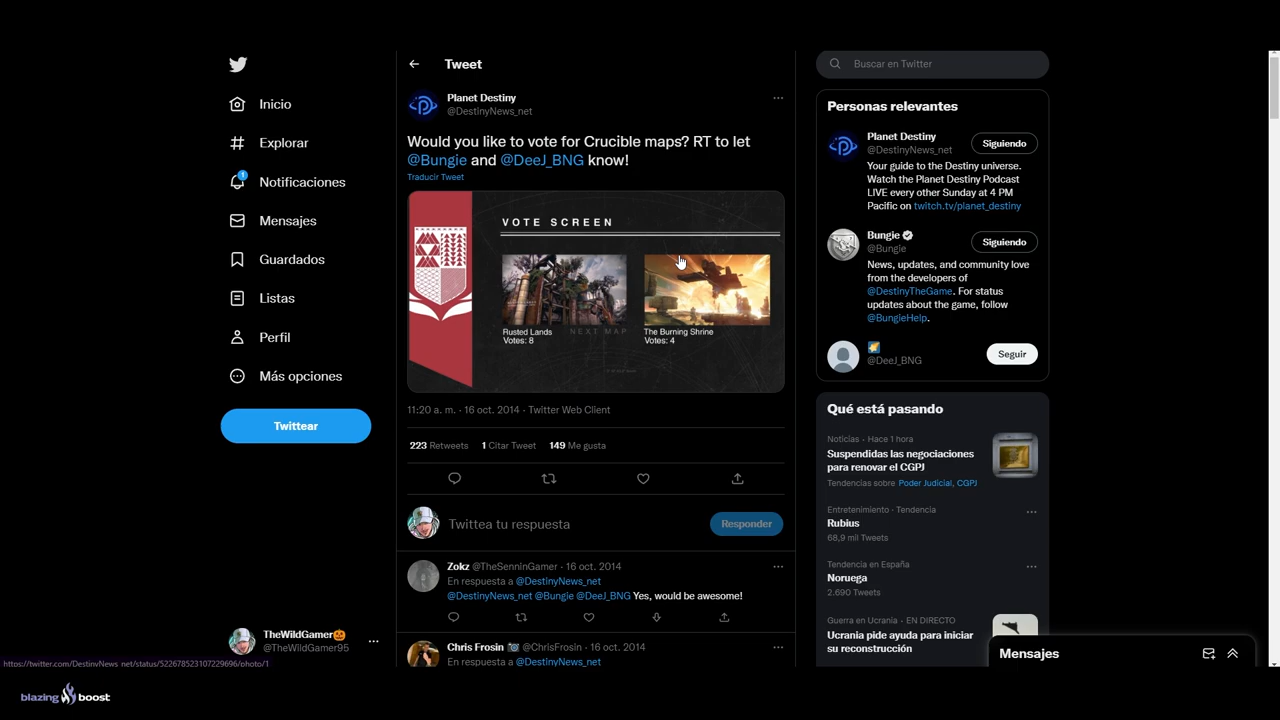 Inicio
Explorar
1
Notificaciones
Mensajes
Guardados
Listas
Perfil
Más opciones
Twittear
TheWildGamer🎃
@TheWildGamer95
Tweet
Planet Destiny
@DestinyNews_net
Would you like to vote for Crucible maps? RT to let
@Bungie and @DeeJ_BNG know!
Traducir Tweet
VOTE SCREEN
Rusted Lands
Votes: 8
NEXT MAP
The Burning Shrine
Votes: 4
11:20 a. m. · 16 oct. 2014 · Twitter Web Client
223 Retweets 1 Citar Tweet 149 Me gusta
Twittea tu respuesta
Responder
Zokz @TheSenninGamer · 16 oct. 2014
En respuesta a @DestinyNews_net
@DestinyNews_net @Bungie @DeeJ_BNG Yes, would be awesome!
Chris Frosin 📷 @ChrisFrosin · 16 oct. 2014
En respuesta a @DestinyNews_net
Buscar en Twitter
Personas relevantes
Planet Destiny
@DestinyNews_net
Siguiendo
Your guide to the Destiny universe.
Watch the Planet Destiny Podcast
LIVE every other Sunday at 4 PM
Pacific on twitch.tv/planet_destiny
Bungie
@Bungie
Siguiendo
News, updates, and community love
from the developers of
@DestinyTheGame. For status
updates about the game, follow
@BungieHelp.
@DeeJ_BNG
Seguir
Qué está pasando
Noticias · Hace 1 hora
Suspendidas las negociaciones
para renovar el CGPJ
Tendencias sobre Poder Judicial, CGPJ
Entretenimiento · Tendencia
Rubius
68,9 mil Tweets
Tendencia en España
Noruega
2.690 Tweets
Guerra en Ucrania · EN DIRECTO
Ucrania pide ayuda para iniciar
su reconstrucción
Mensajes
https://twitter.com/DestinyNews_net/status/522678523107229696/photo/1
blazing boost